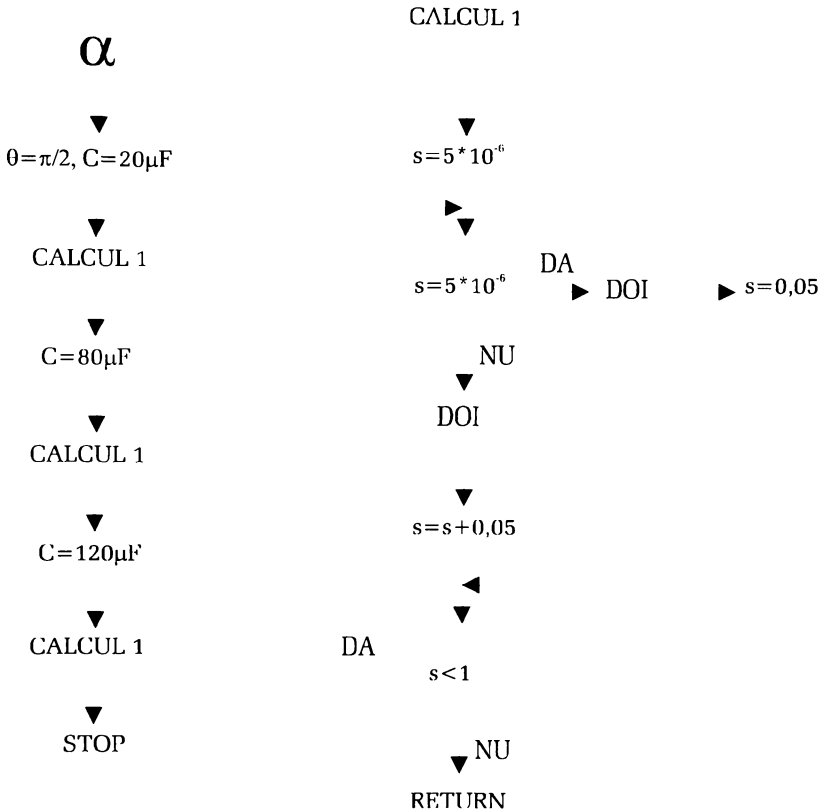 α
θ=π/2, C=20µF
CALCUL 1
C=80µF
CALCUL 1
C=120µF
CALCUL 1
STOP
CALCUL 1
s=5*10⁻⁶
s=5*10⁻⁶
DA
DOI
s=0,05
NU
DOI
s=s+0,05
DA
s<1
NU
RETURN